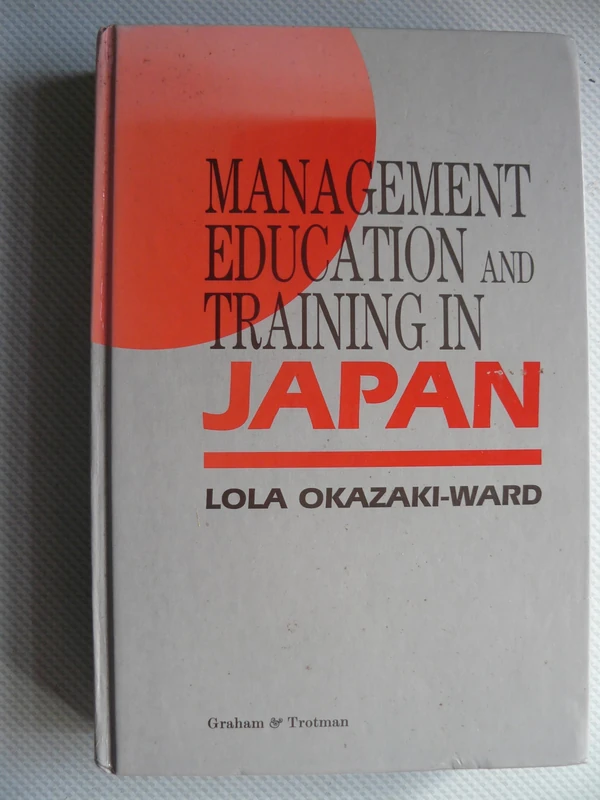 MANAGEMENT
EDUCATION AND
TRAINING IN
JAPAN
LOLA OKAZAKI-WARD
Graham & Trotman